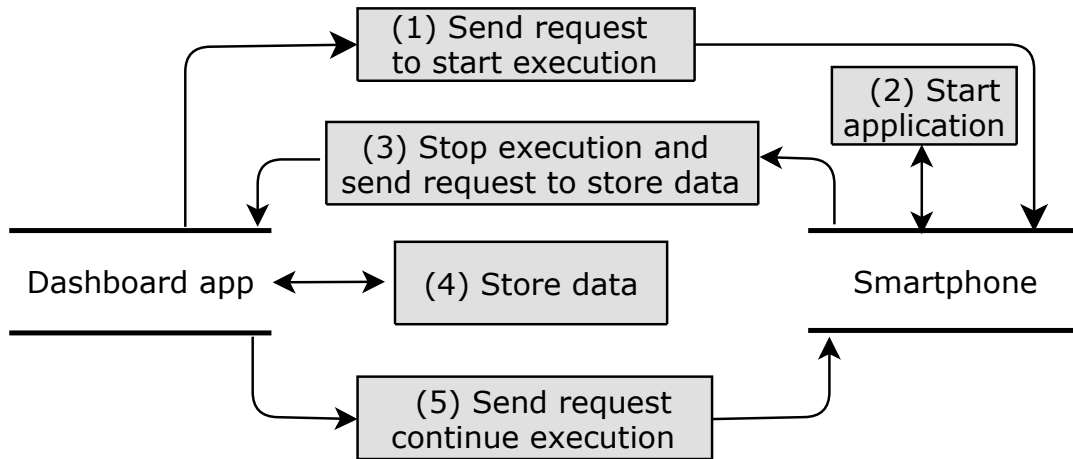 (1) Send request
to start execution
(2) Start
application
(3) Stop execution and
send request to store data
Dashboard app
(4) Store data
Smartphone
(5) Send request
continue execution